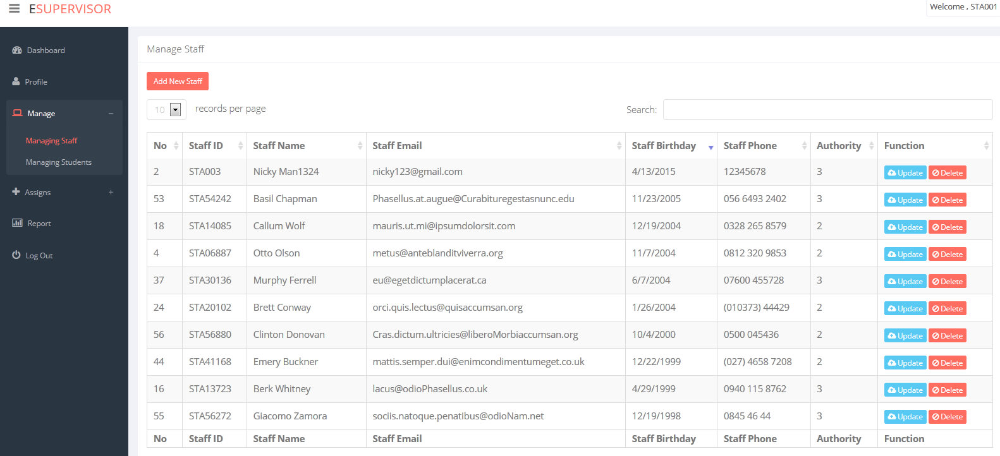 ESUPERVISOR
Welcome , STA001
Dashboard
Profile
Manage
Managing Staff
Managing Students
Assigns
Report
Log Out
Manage Staff
Add New Staff
10 records per page
Search:
No Staff ID Staff Name Staff Email Staff Birthday Staff Phone Authority Function
2 STA003 Nicky Man1324 nicky123@gmail.com 4/13/2015 12345678 3 Update Delete
53 STA54242 Basil Chapman Phasellus.at.augue@Curabituregestasnunc.edu 11/23/2005 056 6493 2402 3 Update Delete
18 STA14085 Callum Wolf mauris.ut.mi@ipsumdolorsit.com 12/19/2004 0328 265 8579 2 Update Delete
4 STA06887 Otto Olson metus@anteblanditviverra.org 11/7/2004 0812 320 9853 2 Update Delete
37 STA30136 Murphy Ferrell eu@egetdictumplacerat.ca 6/7/2004 07600 455728 3 Update Delete
24 STA20102 Brett Conway orci.quis.lectus@quisaccumsan.org 1/26/2004 (010373) 44429 2 Update Delete
56 STA56880 Clinton Donovan Cras.dictum.ultricies@liberoMorbiaccumsan.org 10/4/2000 0500 045436 2 Update Delete
44 STA41168 Emery Buckner mattis.semper.dui@enimcondimentumeget.co.uk 12/22/1999 (027) 4658 7208 2 Update Delete
16 STA13723 Berk Whitney lacus@odioPhasellus.co.uk 4/29/1999 0940 115 8762 3 Update Delete
55 STA56272 Giacomo Zamora sociis.natoque.penatibus@odioNam.net 12/19/1998 0845 46 44 3 Update Delete
No Staff ID Staff Name Staff Email Staff Birthday Staff Phone Authority Function